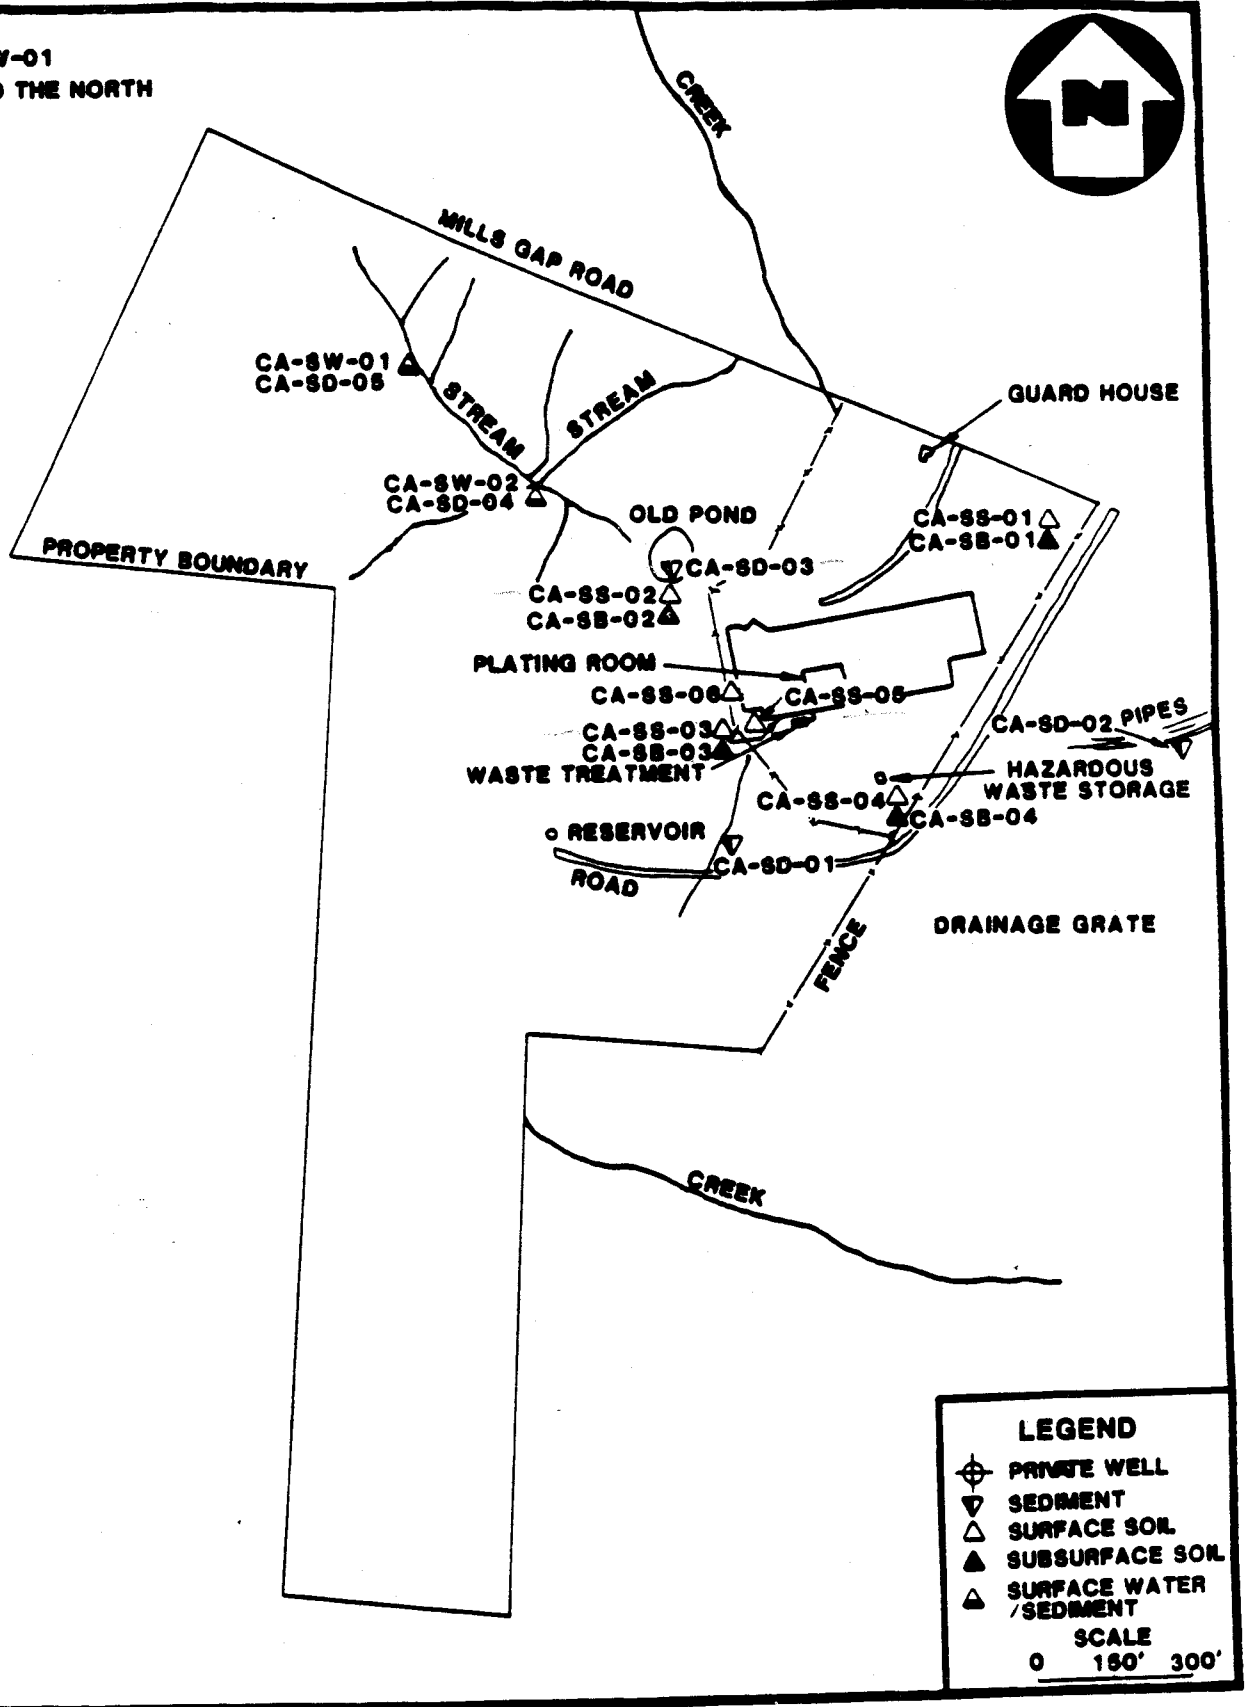 -01
THE NORTH
N
CREEK
MILLS GAP ROAD
CA-SW-01
CA-SD-05
STREAM
STREAM
GUARD HOUSE
CA-SW-02
CA-SD-04
OLD POND
CA-SS-01
CA-SB-01
PROPERTY BOUNDARY
CA-SD-03
CA-SS-02
CA-SB-02
PLATING ROOM
CA-SS-06
CA-SS-05
CA-SS-03
CA-SB-03
CA-SD-02
PIPES
WASTE TREATMENT
HAZARDOUS
WASTE STORAGE
CA-SS-04
CA-SB-04
RESERVOIR
CA-SD-01
ROAD
DRAINAGE GRATE
FENCE
CREEK
LEGEND
PRIVATE WELL
SEDIMENT
SURFACE SOIL
SUBSURFACE SOIL
SURFACE WATER
/SEDIMENT
SCALE
0 150' 300'